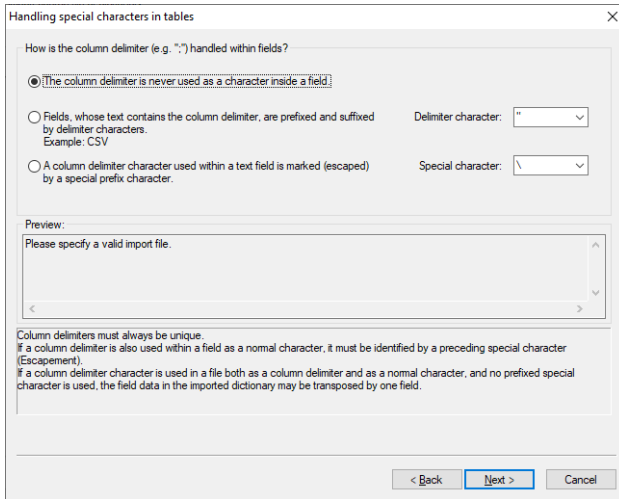 Handling special characters in tables
How is the column delimiter (e.g. ";") handled within fields?
The column delimiter is never used as a character inside a field.
Fields, whose text contains the column delimiter, are prefixed and suffixed
by delimiter characters.
Example: CSV
Delimiter character: "
A column delimiter character used within a text field is marked (escaped)
by a special prefix character.
Special character: \
Preview:
Please specify a valid import file.
Column delimiters must always be unique.
If a column delimiter is also used within a field as a normal character, it must be identified by a preceding special character
(Escapement).
If a column delimiter character is used in a file both as a column delimiter and as a normal character, and no prefixed special
character is used, the field data in the imported dictionary may be transposed by one field.
< Back
Next >
Cancel